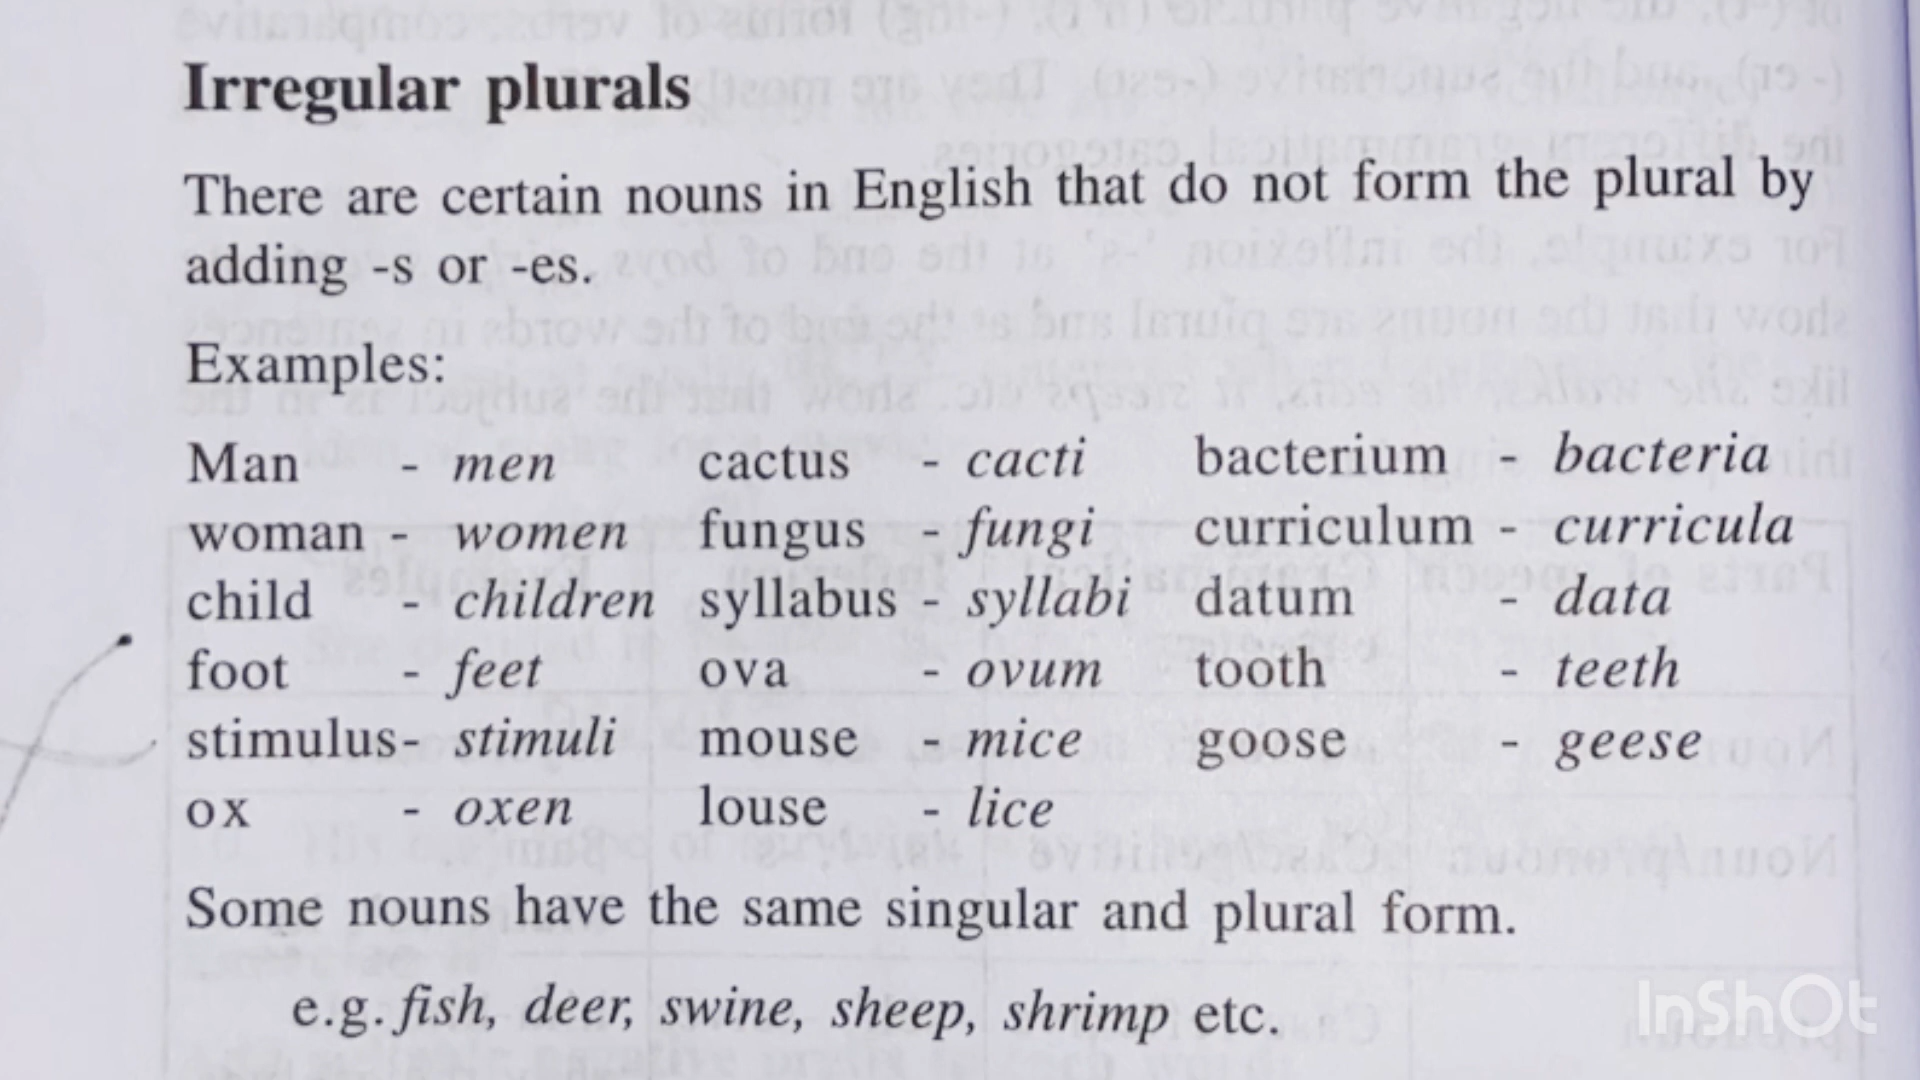 Irregular plurals
There are certain nouns in English that do not form the plural by
adding -s or -es.
Examples:
Man - men cactus - cacti bacterium - bacteria
woman - women fungus - fungi curriculum - curricula
child - children syllabus - syllabi datum - data
foot - feet ova - ovum tooth - teeth
stimulus- stimuli mouse - mice goose - geese
ox - oxen louse - lice
Some nouns have the same singular and plural form.
e.g. fish, deer, swine, sheep, shrimp etc.
InShOt